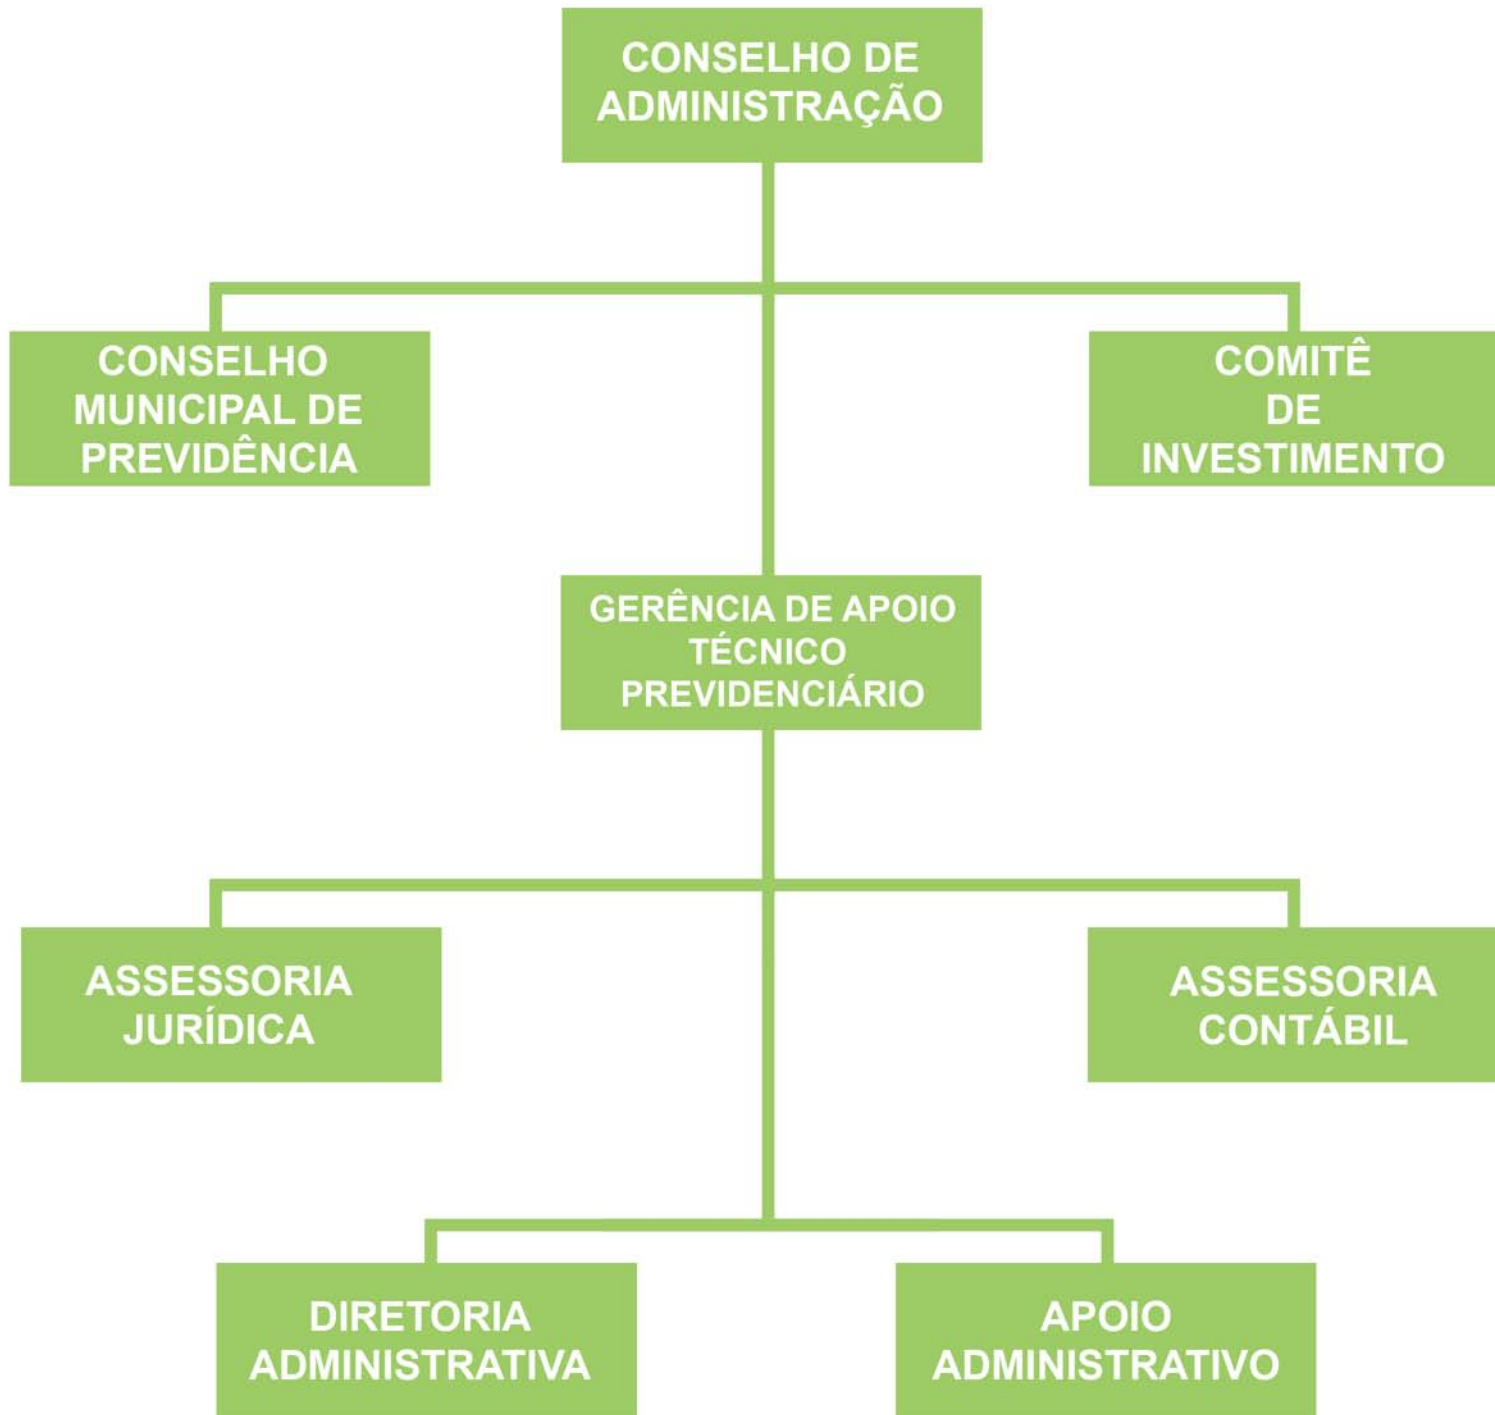 CONSELHO DE
ADMINISTRAÇÃO
CONSELHO
MUNICIPAL DE
PREVIDÊNCIA
COMITÊ
DE
INVESTIMENTO
GERÊNCIA DE APOIO
TÉCNICO
PREVIDENCIÁRIO
ASSESSORIA
JURÍDICA
ASSESSORIA
CONTÁBIL
DIRETORIA
ADMINISTRATIVA
APOIO
ADMINISTRATIVO